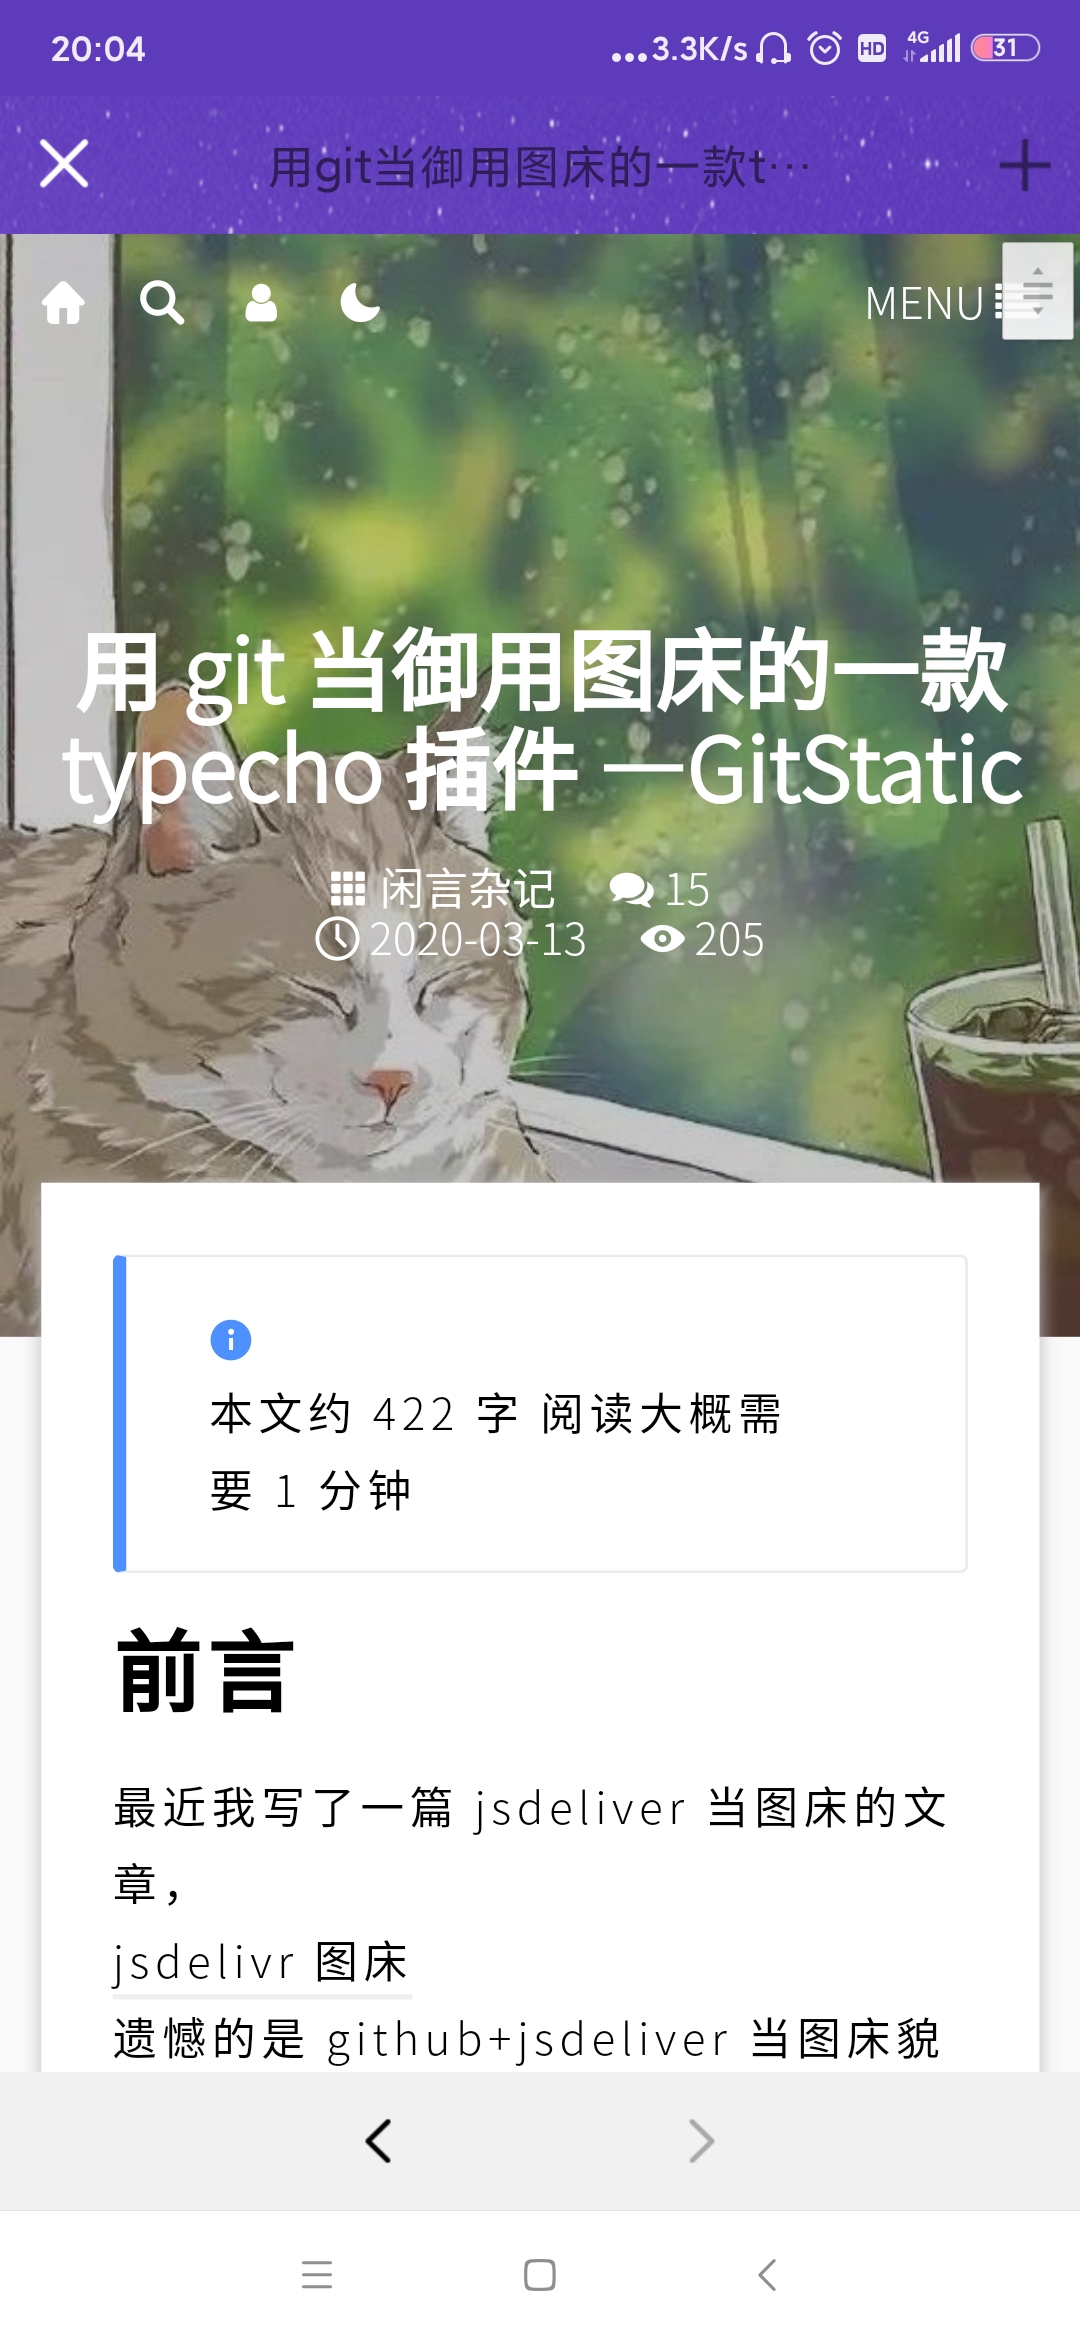 20:04
...3.3K/s HD 4G 31
用git当御用图床的一款t…
MENU
用 git 当御用图床的一款
typecho 插件 —GitStatic
闲言杂记 15
2020-03-13 205
本文约 422 字 阅读大概需
要 1 分钟
前言
最近我写了一篇 jsdeliver 当图床的文
章，
jsdelivr 图床
遗憾的是 github+jsdeliver 当图床貌